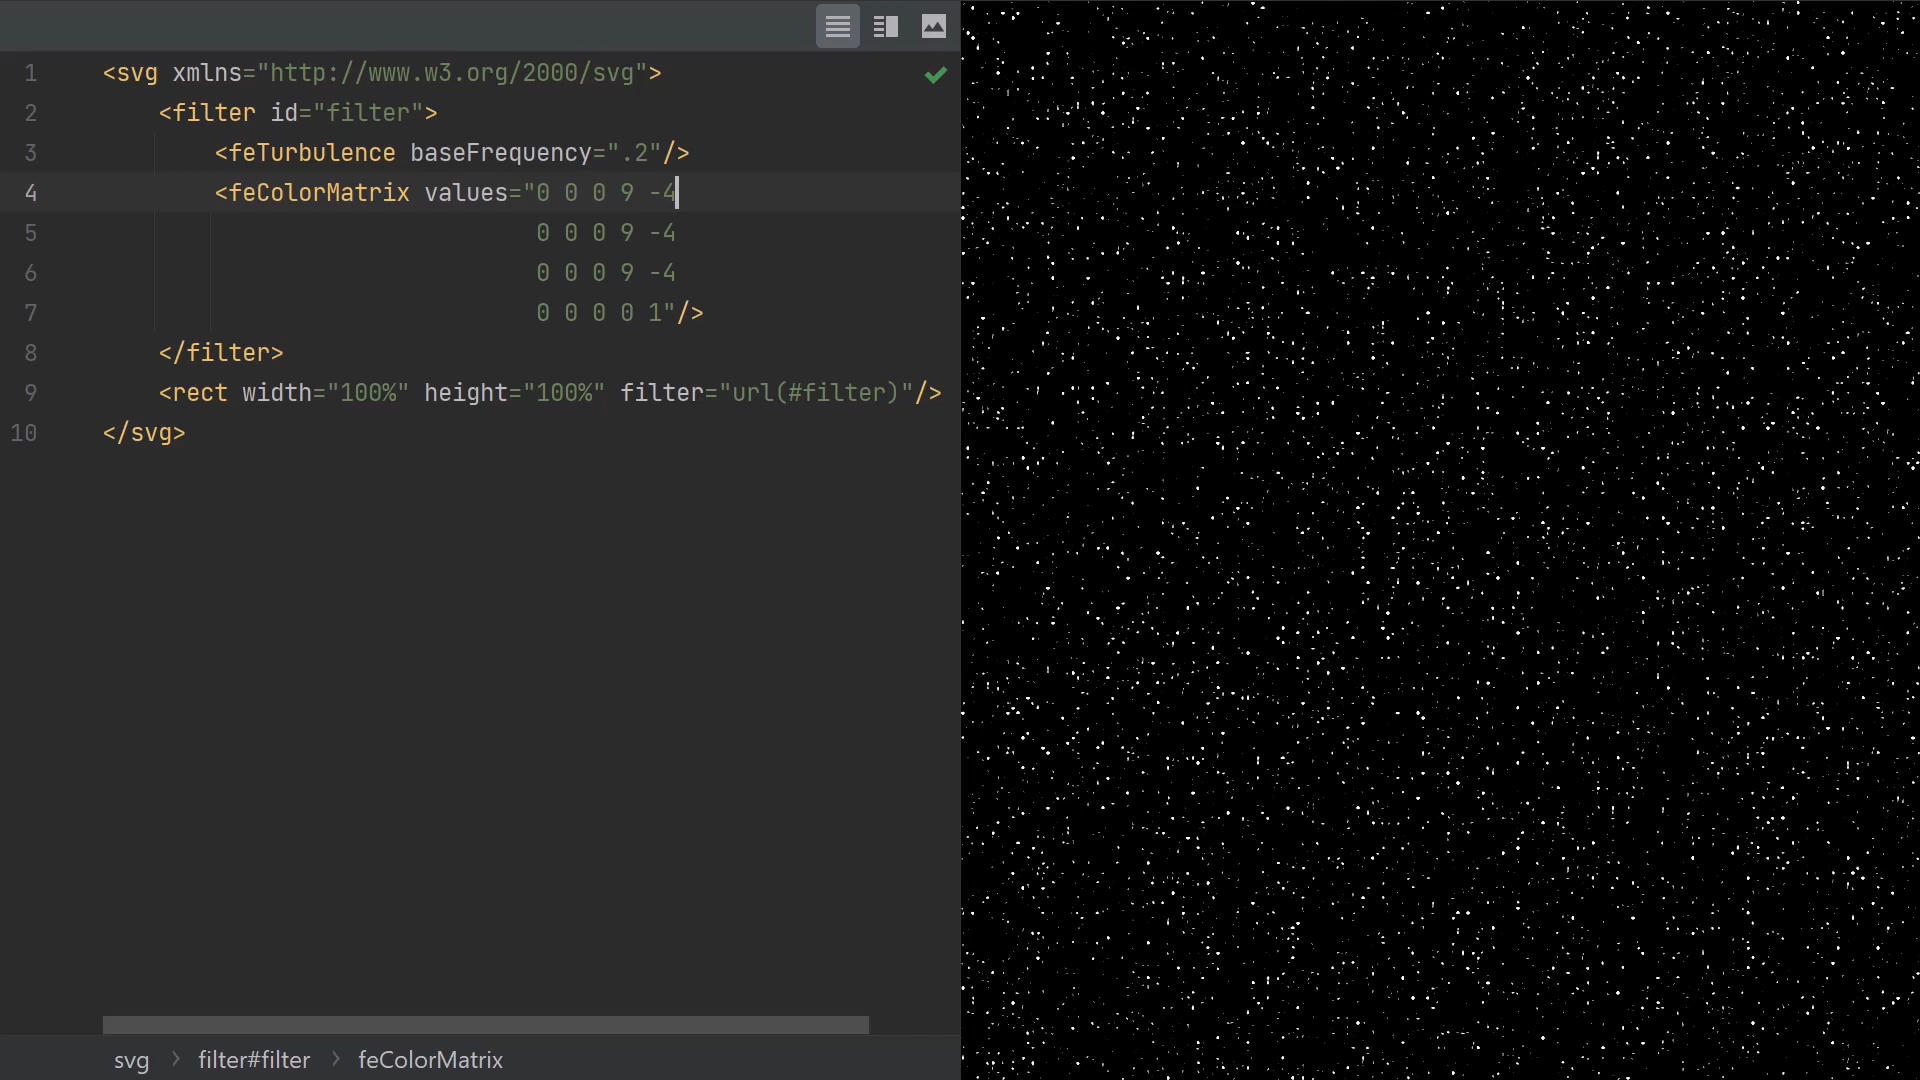 1 <svg xmlns="http://www.w3.org/2000/svg">
2 <filter id="filter">
3 <feTurbulence baseFrequency=".2"/>
4 <feColorMatrix values="0 0 0 9 -4
5 0 0 0 9 -4
6 0 0 0 9 -4
7 0 0 0 0 1"/>
8 </filter>
9 <rect width="100%" height="100%" filter="url(#filter)"/>
10 </svg>
svg > filter#filter > feColorMatrix